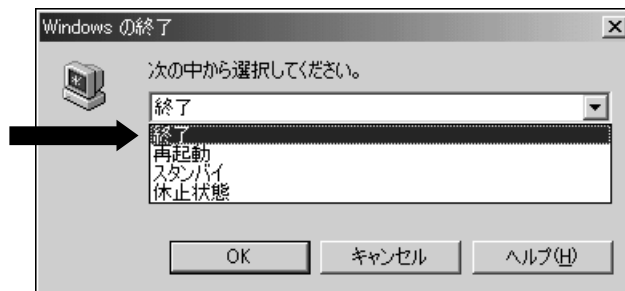 Windows の終了
次の中から選択してください。
終了
終了
再起動
スタンバイ
休止状態
OK
キャンセル
ヘルプ(H)